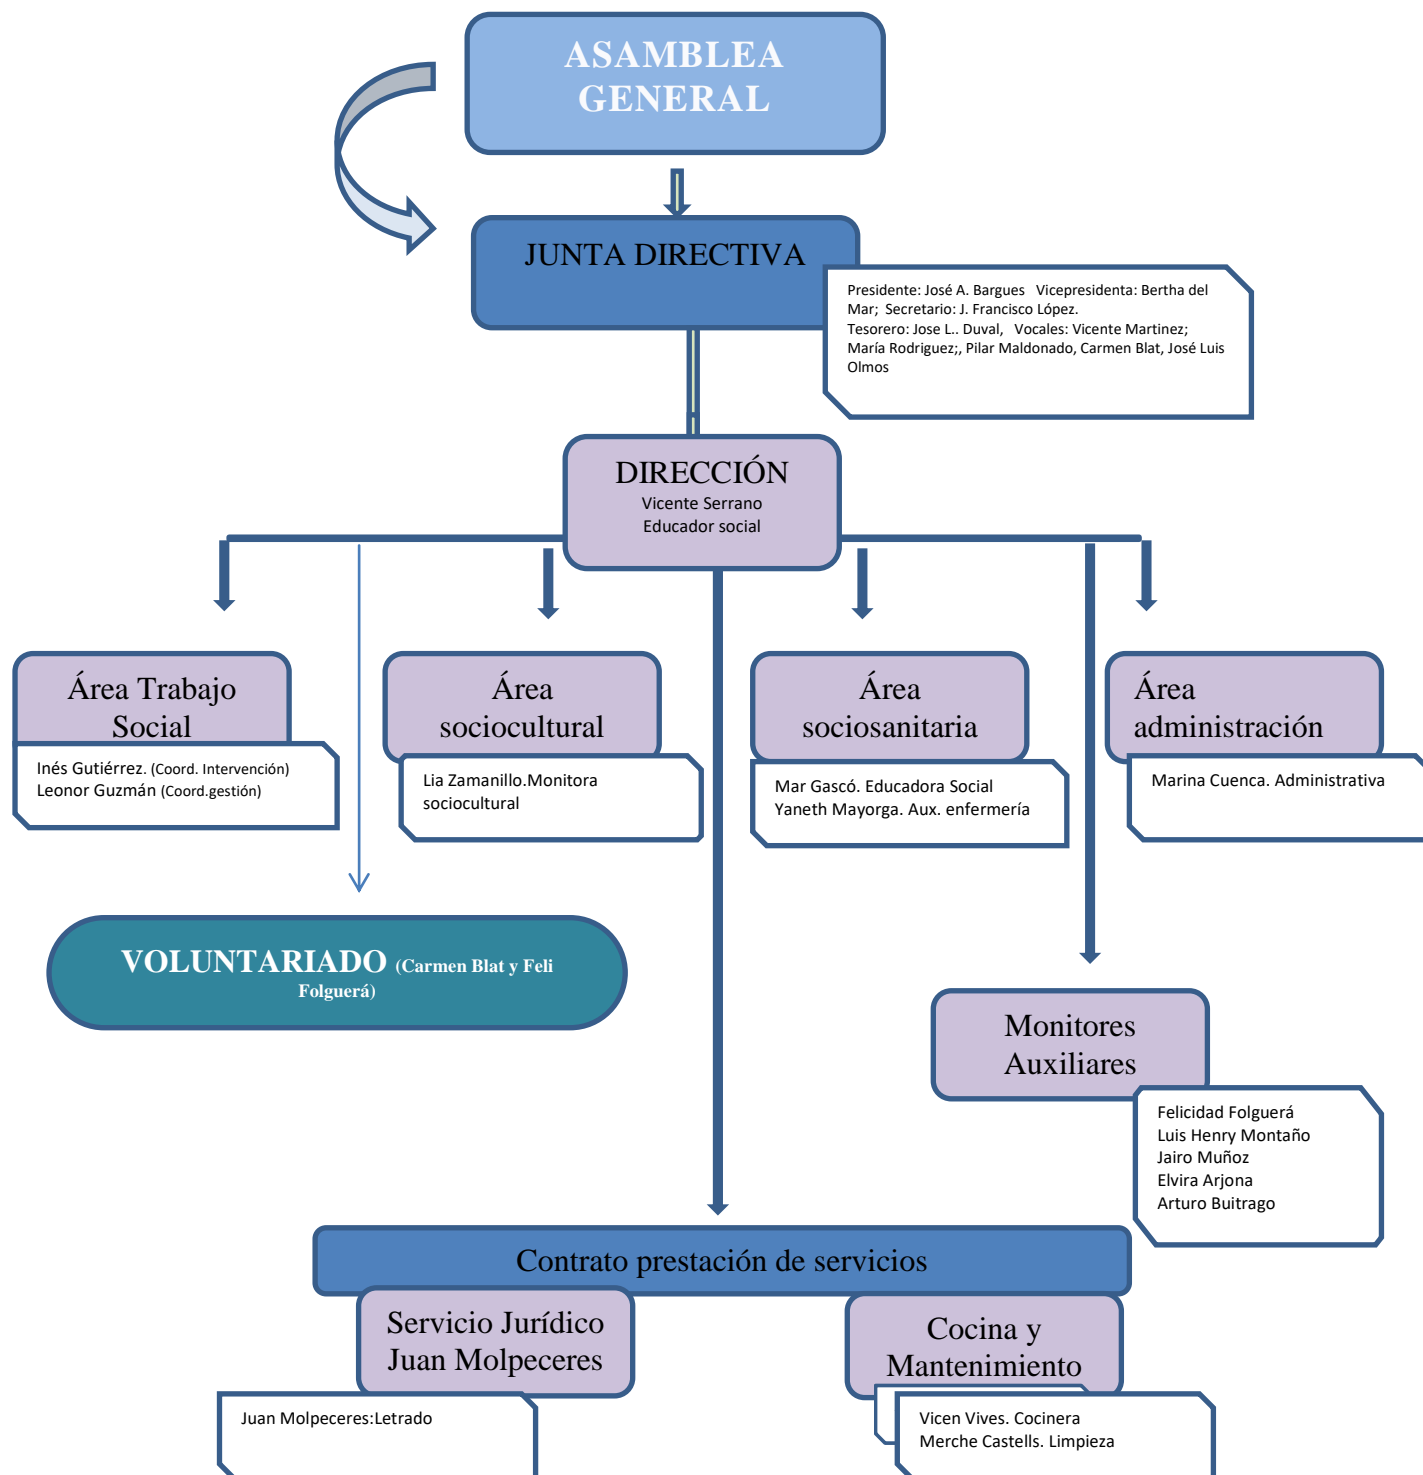 ASAMBLEA
GENERAL
JUNTA DIRECTIVA
Presidente: José A. Bargues   Vicepresidenta: Bertha del
Mar;  Secretario: J. Francisco López.
Tesorero: Jose L.. Duval,   Vocales: Vicente Martinez;
María Rodriguez;, Pilar Maldonado, Carmen Blat, José Luis
Olmos
DIRECCIÓN
Vicente Serrano
Educador social
Área Trabajo
Social
Inés Gutiérrez. (Coord. Intervención)
Leonor Guzmán (Coord.gestión)
Área
sociocultural
Lia Zamanillo.Monitora
sociocultural
Área
sociosanitaria
Mar Gascó. Educadora Social
Yaneth Mayorga. Aux. enfermería
Área
administración
Marina Cuenca. Administrativa
VOLUNTARIADO (Carmen Blat y Feli
Folguerá)
Monitores
Auxiliares
Felicidad Folguerá
Luis Henry Montaño
Jairo Muñoz
Elvira Arjona
Arturo Buitrago
Contrato prestación de servicios
Servicio Jurídico
Juan Molpeceres
Juan Molpeceres:Letrado
Cocina y
Mantenimiento
Vicen Vives. Cocinera
Merche Castells. Limpieza